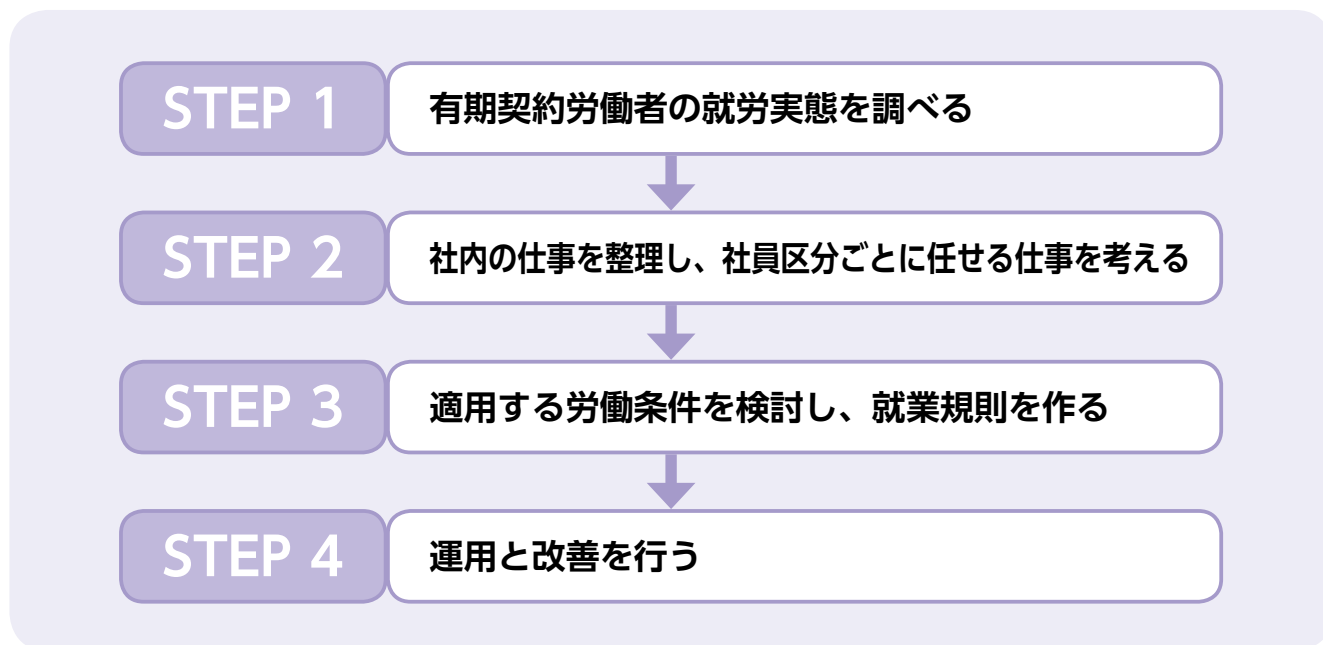 STEP 1
有期契約労働者の就労実態を調べる
STEP 2
社内の仕事を整理し、社員区分ごとに任せる仕事を考える
STEP 3
適用する労働条件を検討し、就業規則を作る
STEP 4
運用と改善を行う